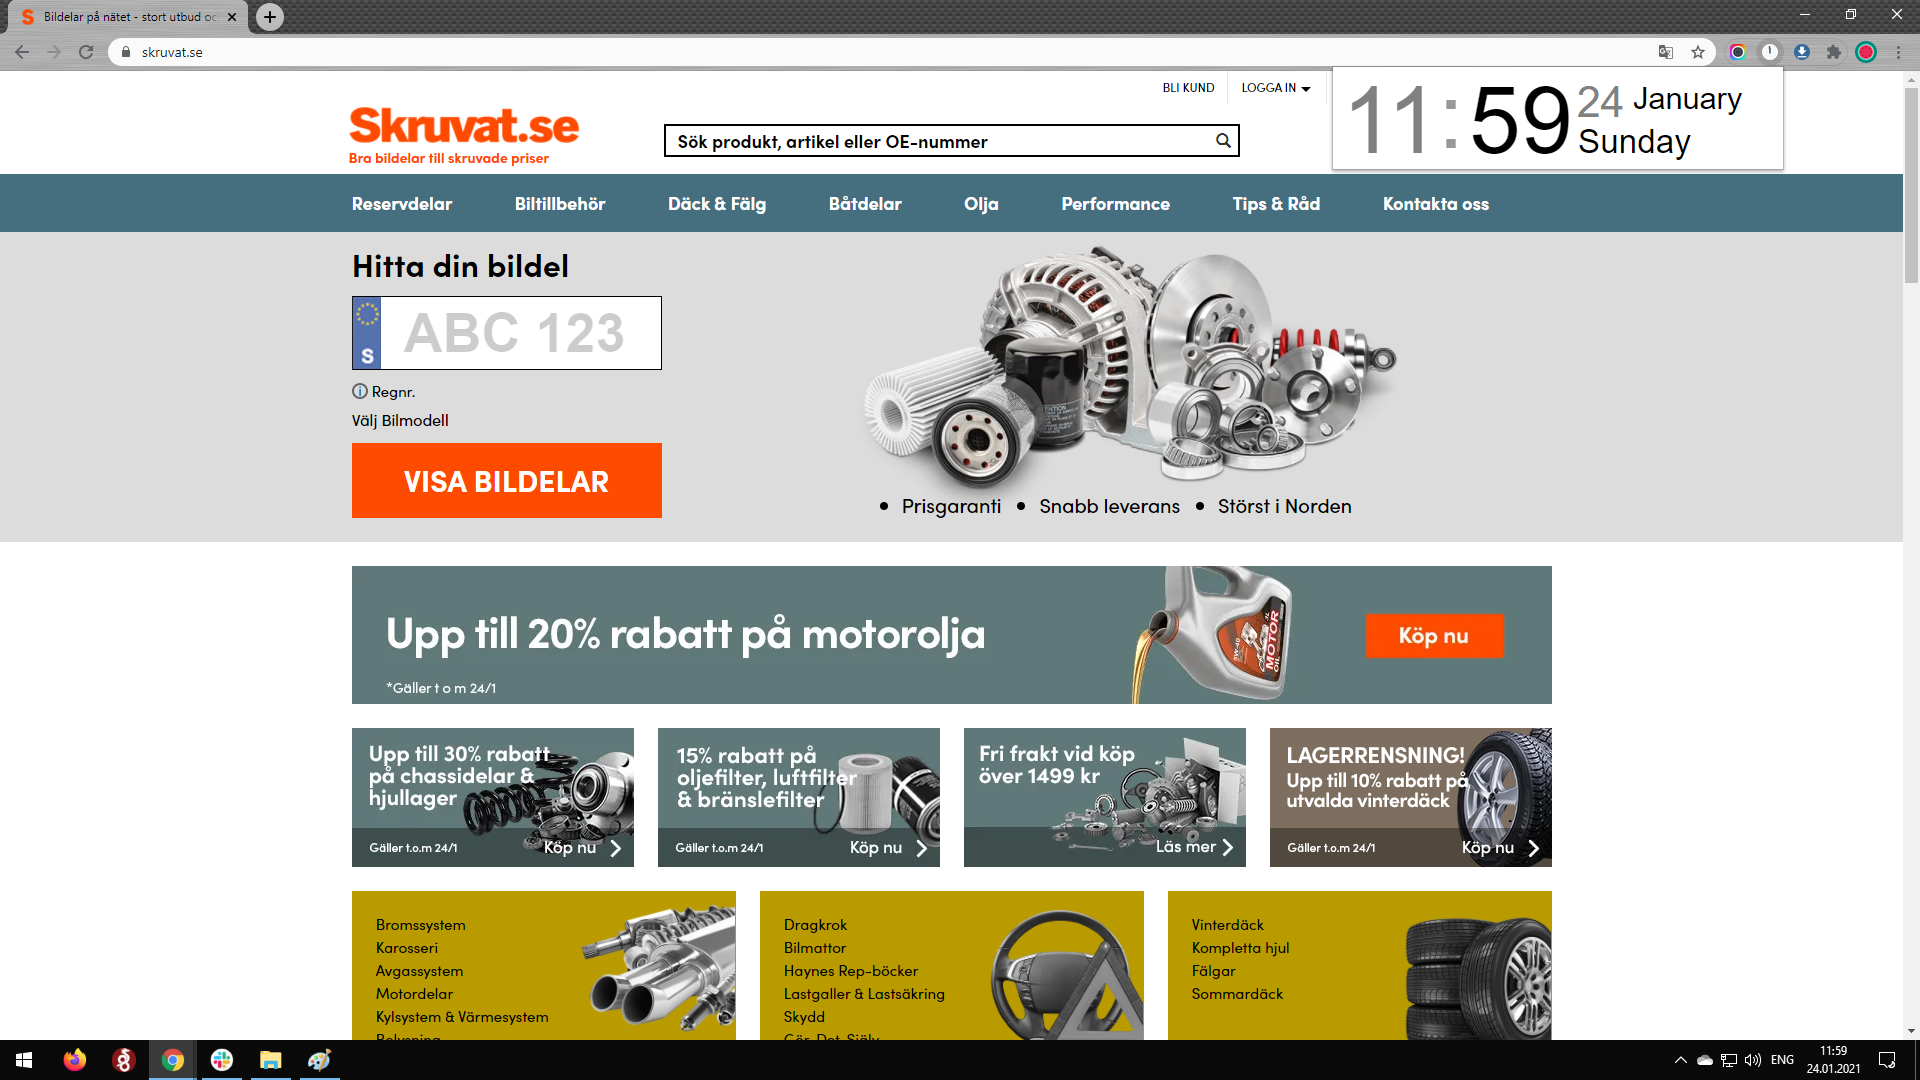 Bildelar på nätet - stort utbud oc
skruvat.se
BLI KUND
LOGGA IN
11:59
24 January
Sunday
Skruvat.se
Bra bildelar till skruvade priser
Sök produkt, artikel eller OE-nummer
Reservdelar
Biltillbehör
Däck & Fälg
Båtdelar
Olja
Performance
Tips & Råd
Kontakta oss
Hitta din bildel
S
ABC 123
Regnr.
Välj Bilmodell
VISA BILDELAR
Prisgaranti
Snabb leverans
Störst i Norden
Upp till 20% rabatt på motorolja
*Gäller t o m 24/1
MOTOR
OIL
Köp nu
Upp till 30% rabatt
på chassidelar &
hjullager
Gäller t.o.m 24/1
Köp nu
15% rabatt på
oljefilter, luftfilter
& bränslefilter
Gäller t.o.m 24/1
Köp nu
Fri frakt vid köp
över 1499 kr
Läs mer
LAGERRENSNING!
Upp till 10% rabatt på
utvalda vinterdäck
Gäller t.o.m 24/1
Köp nu
Bromssystem
Karosseri
Avgassystem
Motordelar
Kylsystem & Värmesystem
Belysning
Dragkrok
Bilmattor
Haynes Rep-böcker
Lastgaller & Lastsäkring
Skydd
Gör-Det-Själv
Vinterdäck
Kompletta hjul
Fälgar
Sommardäck
ENG
11:59
24.01.2021